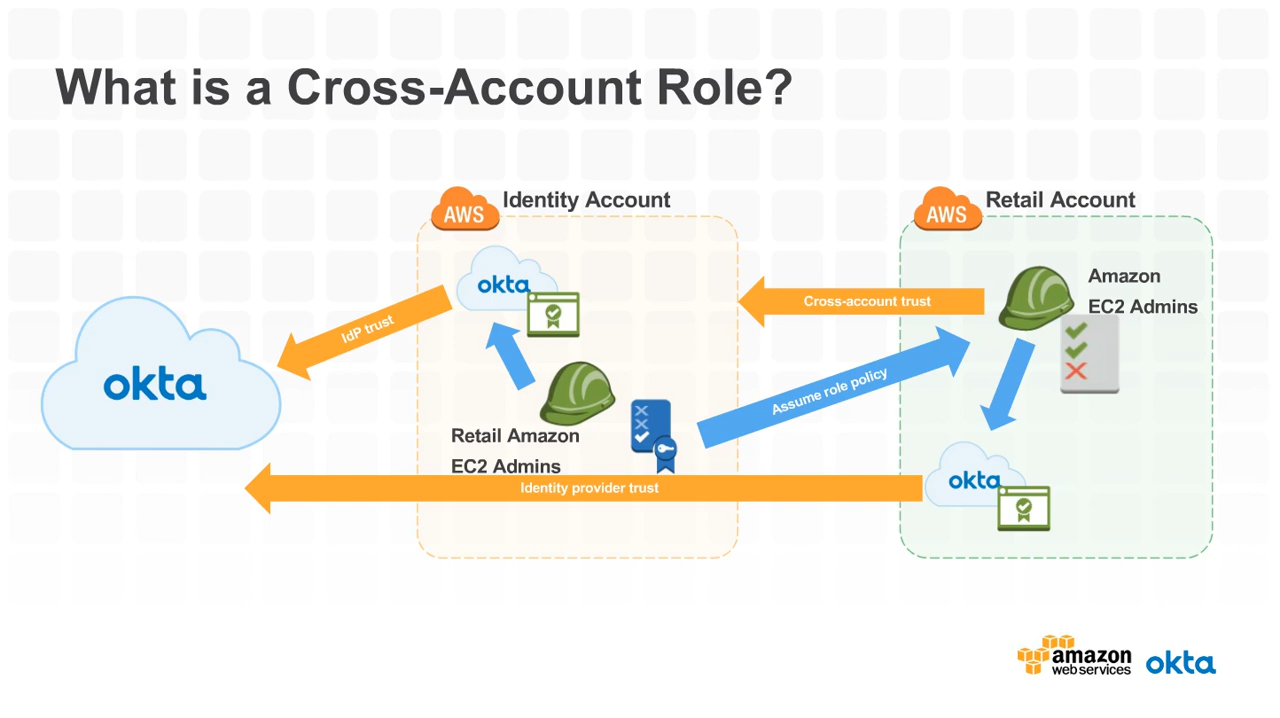 What is a Cross-Account Role?
AWS
Identity Account
AWS
Retail Account
okta
Amazon
EC2 Admins
Cross-account trust
IdP trust
okta
Assume role policy
Retail Amazon
EC2 Admins
okta
Identity provider trust
amazon
web services
okta